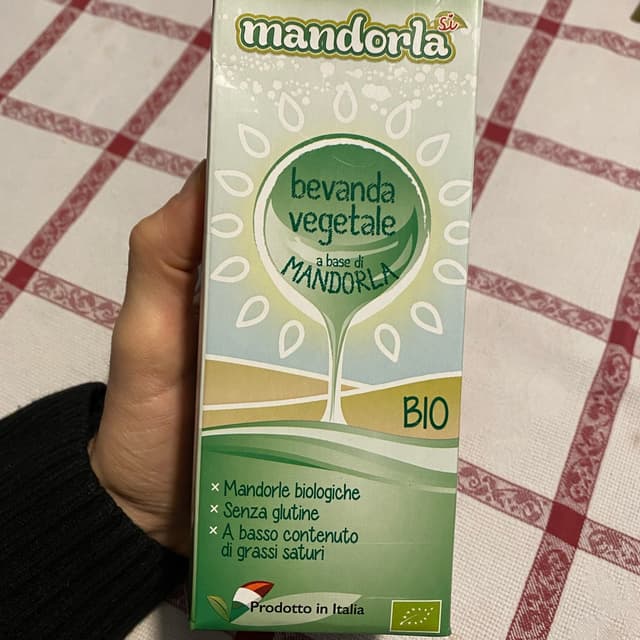 mandorla
Sì
bevanda
vegetale
a base di
MANDORLA
BIO
× Mandorle biologiche
× Senza glutine
× A basso contenuto
di grassi saturi
Prodotto in Italia